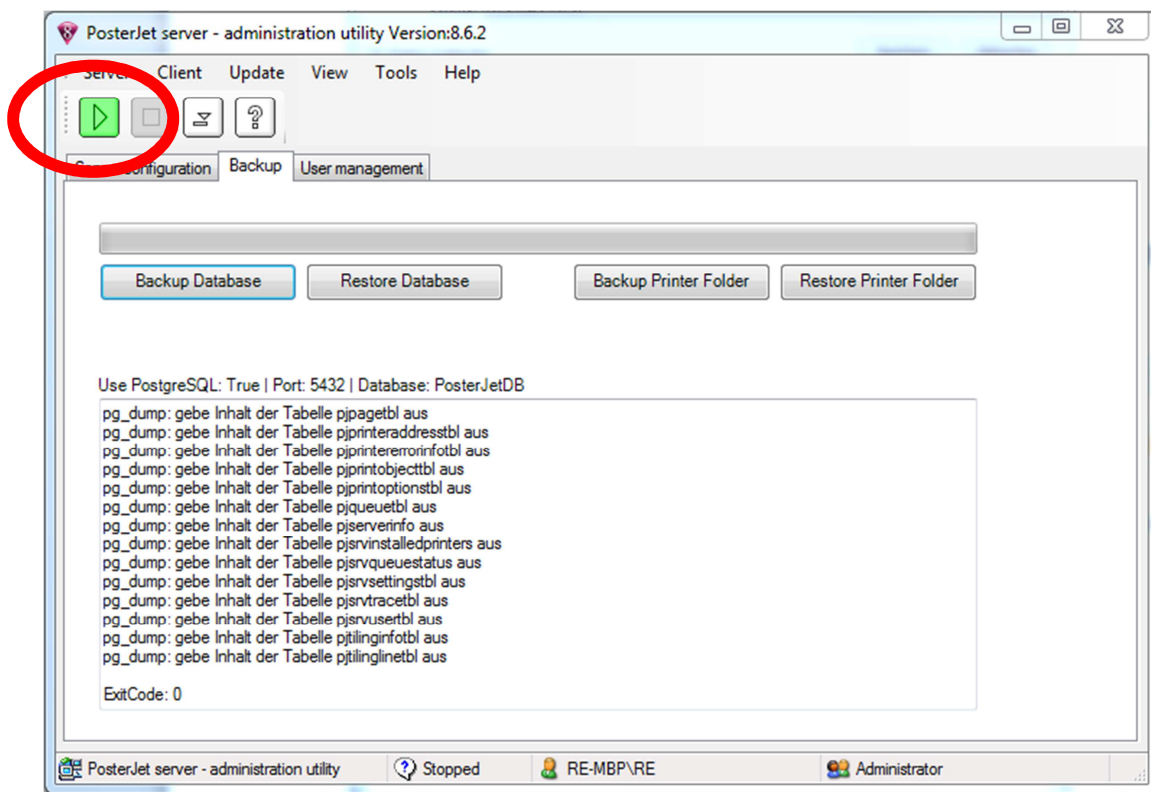 PosterJet server - administration utility Version:8.6.2
Server Client Update View Tools Help
Configuration Backup User management
Backup Database Restore Database Backup Printer Folder Restore Printer Folder
Use PostgreSQL: True | Port: 5432 | Database: PosterJetDB
pg_dump: gebe Inhalt der Tabelle pjpagetbl aus
pg_dump: gebe Inhalt der Tabelle pjprinteraddresstbl aus
pg_dump: gebe Inhalt der Tabelle pjprintererrorinfotbl aus
pg_dump: gebe Inhalt der Tabelle pjprintobjecttbl aus
pg_dump: gebe Inhalt der Tabelle pjprintoptionstbl aus
pg_dump: gebe Inhalt der Tabelle pjqueuetbl aus
pg_dump: gebe Inhalt der Tabelle pjserverinfo aus
pg_dump: gebe Inhalt der Tabelle pjsrvinstalledprinters aus
pg_dump: gebe Inhalt der Tabelle pjsrvqueuestatus aus
pg_dump: gebe Inhalt der Tabelle pjsrvsettingstbl aus
pg_dump: gebe Inhalt der Tabelle pjsrvtracetbl aus
pg_dump: gebe Inhalt der Tabelle pjsrvusertbl aus
pg_dump: gebe Inhalt der Tabelle pjtilinginfotbl aus
pg_dump: gebe Inhalt der Tabelle pjtilinglinetbl aus
ExitCode: 0
PosterJet server - administration utility Stopped RE-MBP\RE Administrator